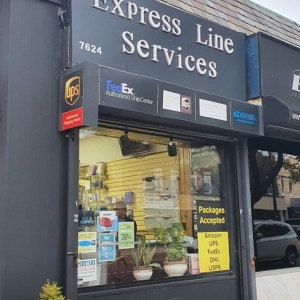 Express Line
7624
Services
ups
FedEx
Authorized ShipCenter
Packages
Accepted
Amazon
UPS
FedEx
DHL
USPS